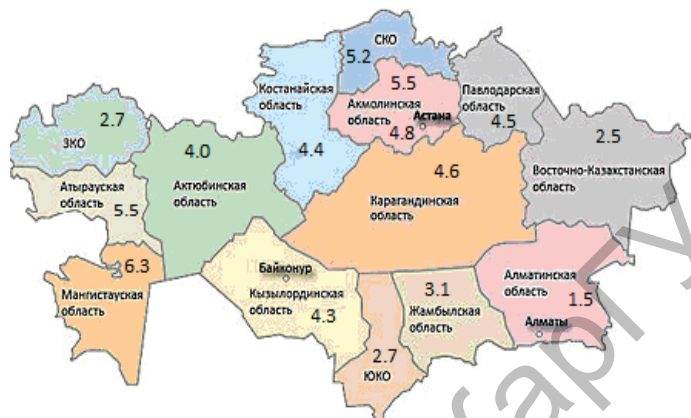 СКО
5.2
Костанайская
область
4.4
5.5
Акмолинская
область
Астана
4.8
Павлодарская
область
4.5
2.5
Восточно-Казахстанская
область
2.7
ЗКО
4.0
Актюбинская
область
4.6
Карагандинская
область
Атырауская
область
5.5
6.3
Мангистауская
область
Байконур
Кызылординская
область
4.3
3.1
Жамбылская
область
Алматинская
область
1.5
Алматы
2.7
ЮКО